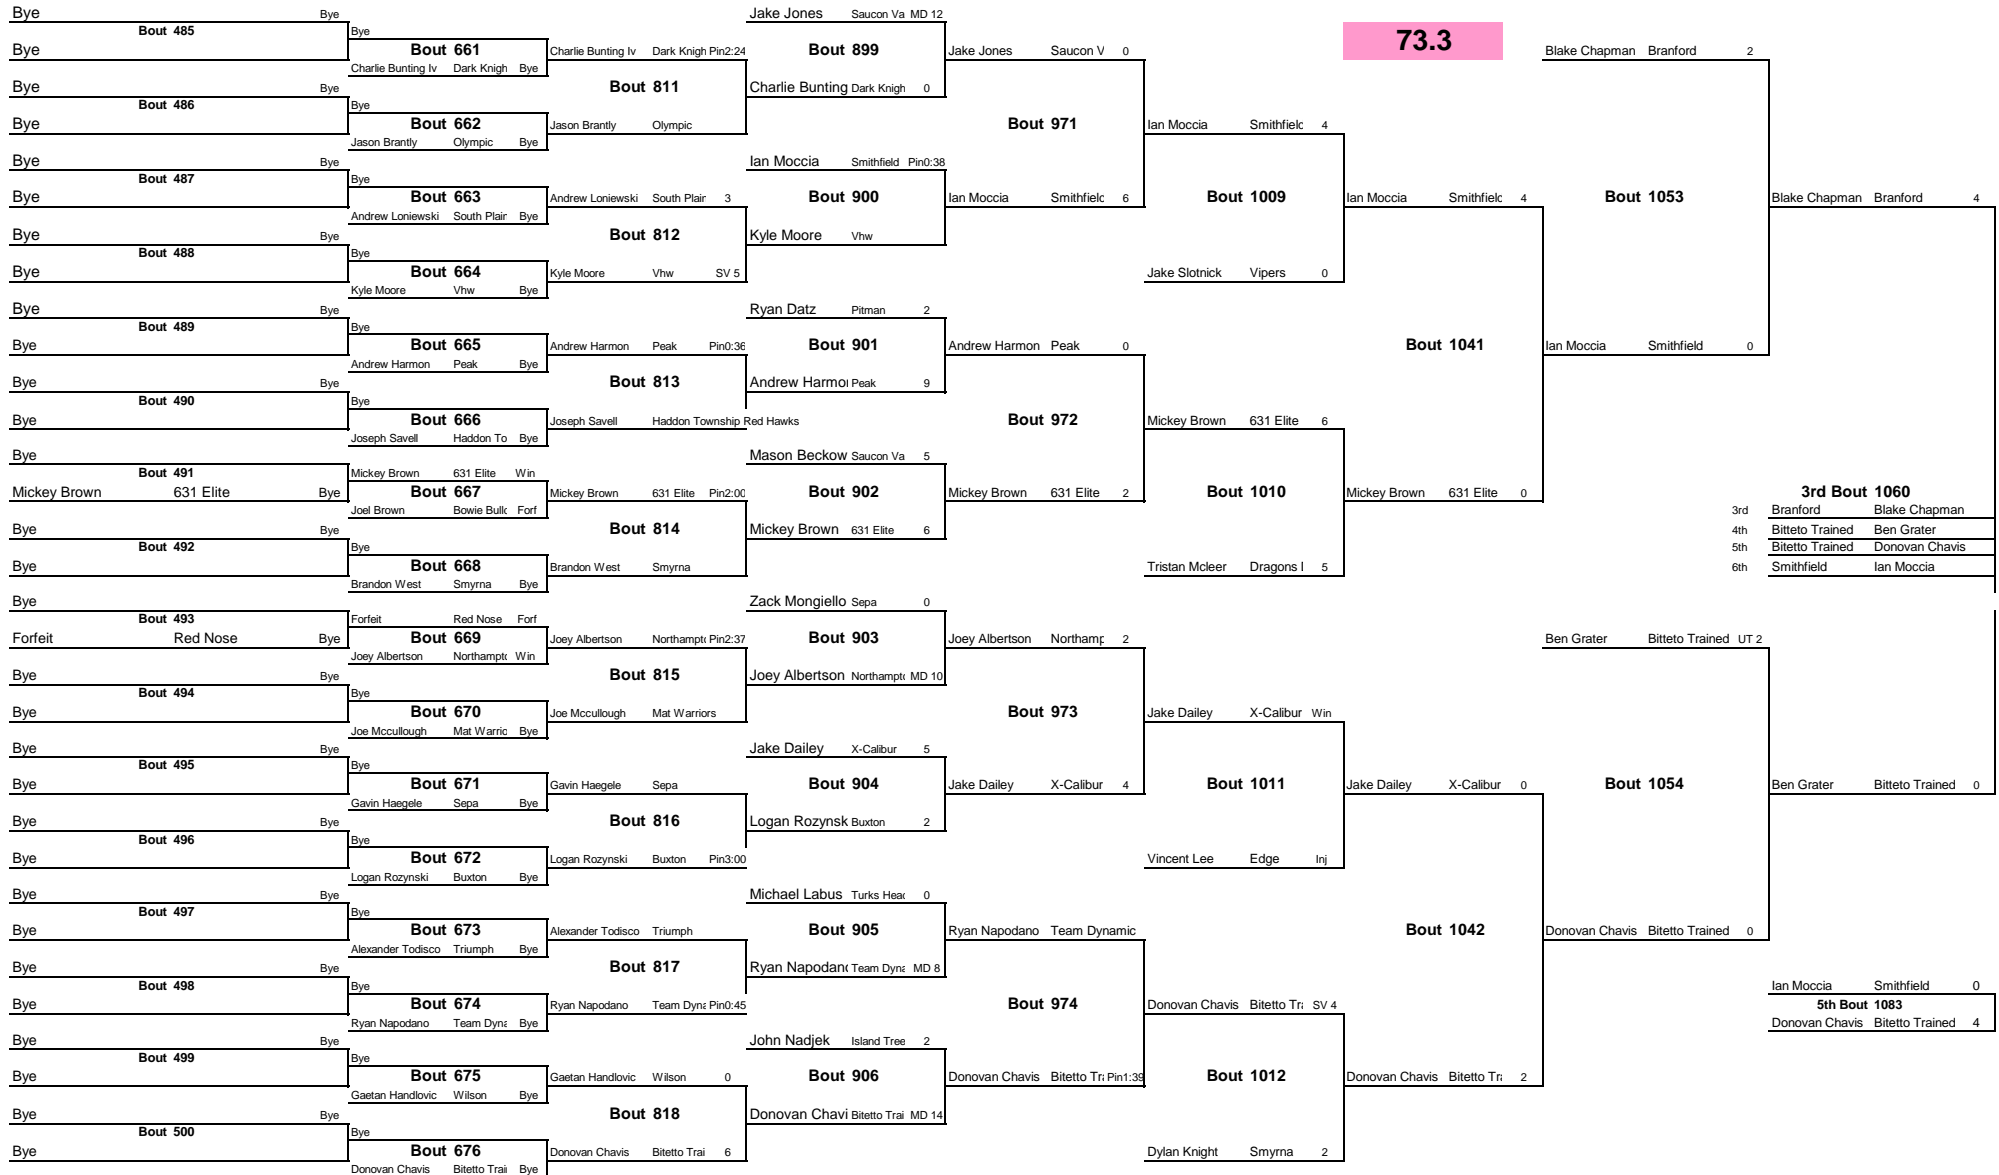 Bye Bye
Bout 485
Bye
Bye Bye
Bout 486
Bye
Bye Bye
Bout 487
Bye
Bye Bye
Bout 488
Bye
Bye Bye
Bout 489
Bye
Bye Bye
Bout 490
Bye
Bye
Bout 491
Mickey Brown 631 Elite Bye
Bye Bye
Bout 492
Bye
Bye
Bout 493
Forfeit Red Nose Bye
Bye Bye
Bout 494
Bye
Bye Bye
Bout 495
Bye
Bye Bye
Bout 496
Bye
Bye Bye
Bout 497
Bye
Bye Bye
Bout 498
Bye
Bye Bye
Bout 499
Bye
Bye Bye
Bout 500
Bye
Bye
Bout 661
Charlie Bunting Iv Dark Knigh Bye
Bye
Bout 662
Jason Brantly Olympic Bye
Bye
Bout 663
Andrew Loniewski South Plair Bye
Bye
Bout 664
Kyle Moore Vhw Bye
Bye
Bout 665
Andrew Harmon Peak Bye
Bye
Bout 666
Joseph Savell Haddon To Bye
Mickey Brown 631 Elite Win
Bout 667
Joel Brown Bowie Bullc Forf
Bye
Bout 668
Brandon West Smyrna Bye
Forfeit Red Nose Forf
Bout 669
Joey Albertson Northampt Win
Bye
Bout 670
Joe Mccullough Mat Warric Bye
Bye
Bout 671
Gavin Haegele Sepa Bye
Bye
Bout 672
Logan Rozynski Buxton Bye
Bye
Bout 673
Alexander Todisco Triumph Bye
Bye
Bout 674
Ryan Napodano Team Dyna Bye
Bye
Bout 675
Gaetan Handlovic Wilson Bye
Bye
Bout 676
Donovan Chavis Bitetto Trai Bye
Charlie Bunting Iv Dark Knigh Pin2:24
Bout 811
Jason Brantly Olympic
Andrew Loniewski South Plair 3
Bout 812
Kyle Moore Vhw SV 5
Andrew Harmon Peak Pin0:36
Bout 813
Joseph Savell Haddon Township Red Hawks
Mickey Brown 631 Elite Pin2:00
Bout 814
Brandon West Smyrna
Joey Albertson Northampt Pin2:37
Bout 815
Joe Mccullough Mat Warriors
Gavin Haegele Sepa
Bout 816
Logan Rozynski Buxton Pin3:00
Alexander Todisco Triumph
Bout 817
Ryan Napodano Team Dyna Pin0:45
Gaetan Handlovic Wilson 0
Bout 818
Donovan Chavis Bitetto Trai 6
Jake Jones Saucon Va MD 12
Bout 899
Charlie Bunting Dark Knigh 0
Ian Moccia Smithfield Pin0:38
Bout 900
Kyle Moore Vhw
Ryan Datz Pitman 2
Bout 901
Andrew Harmo Peak 9
Mason Beckow Saucon Va 5
Bout 902
Mickey Brown 631 Elite 6
Zack Mongiello Sepa 0
Bout 903
Joey Albertson Northampt MD 10
Jake Dailey X-Calibur 5
Bout 904
Logan Rozynsk Buxton 2
Michael Labus Turks Head 0
Bout 905
Ryan Napodano Team Dyna MD 8
John Nadjek Island Tree 2
Bout 906
Donovan Chavi Bitetto Trai MD 14
Jake Jones Saucon V 0
Bout 971
Ian Moccia Smithfielc 6
Andrew Harmon Peak 0
Bout 972
Mickey Brown 631 Elite 2
Joey Albertson Northamp 2
Bout 973
Jake Dailey X-Calibur 4
Ryan Napodano Team Dynamic
Bout 974
Donovan Chavis Bitetto Tr Pin1:39
Ian Moccia Smithfielc 4
Bout 1009
Jake Slotnick Vipers 0
Mickey Brown 631 Elite 6
Bout 1010
Tristan Mcleer Dragons 5
Jake Dailey X-Calibur Win
Bout 1011
Vincent Lee Edge Inj
Donovan Chavis Bitetto Tr SV 4
Bout 1012
Dylan Knight Smyrna 2
73.3
Ian Moccia Smithfielc 4
Bout 1041
Mickey Brown 631 Elite 0
Jake Dailey X-Calibur 0
Bout 1042
Donovan Chavis Bitetto Tr 2
Blake Chapman Branford 2
Bout 1053
Ian Moccia Smithfield 0
Ben Grater Bitteto Trained UT 2
Bout 1054
Donovan Chavis Bitetto Trained 0
Blake Chapman Branford 4
3rd Bout 1060
3rd Branford Blake Chapman
4th Bitteto Trained Ben Grater
5th Bitetto Trained Donovan Chavis
6th Smithfield Ian Moccia
Ben Grater Bitteto Trained 0
Ian Moccia Smithfield 0
5th Bout 1083
Donovan Chavis Bitetto Trained 4